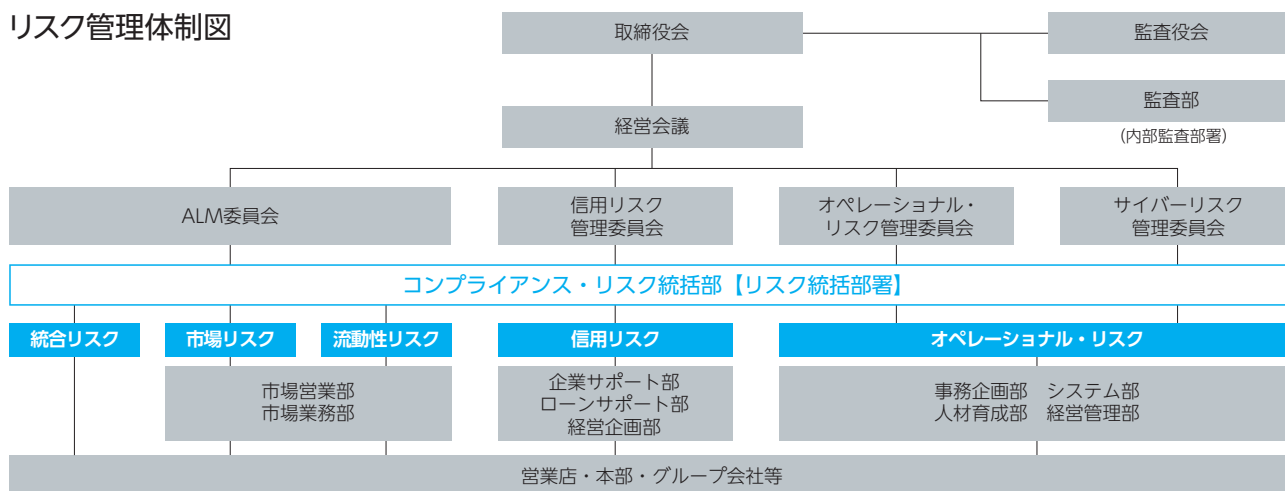 リスク管理体制図
取締役会
監査役会
監査部
(内部監査部署)
経営会議
ALM委員会
信用リスク
管理委員会
オペレーショナル・
リスク管理委員会
サイバーリスク
管理委員会
コンプライアンス・リスク統括部【リスク統括部署】
統合リスク
市場リスク
流動性リスク
信用リスク
オペレーショナル・リスク
市場営業部
市場業務部
企業サポート部
ローンサポート部
経営企画部
事務企画部 システム部
人材育成部 経営管理部
営業店・本部・グループ会社等